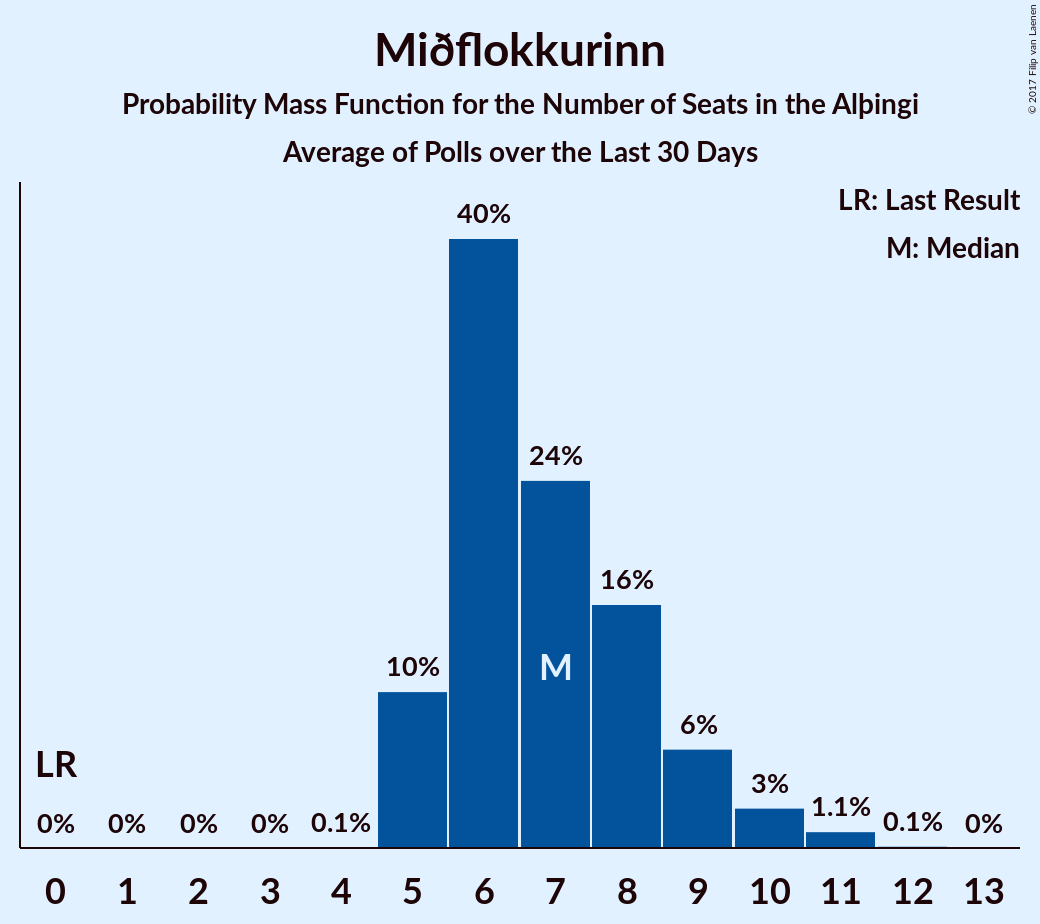 Miðflokkurinn
Probability Mass Function for the Number of Seats in the Alþingi
Average of Polls over the Last 30 Days
© 2017 Filip van Laenen
LR: Last Result
M: Median
40%
24%
16%
10%
M
6%
LR
3%
1.1%
0% 0% 0% 0% 0.1% 0.1% 0%
0 1 2 3 4 5 6 7 8 9 10 11 12 13